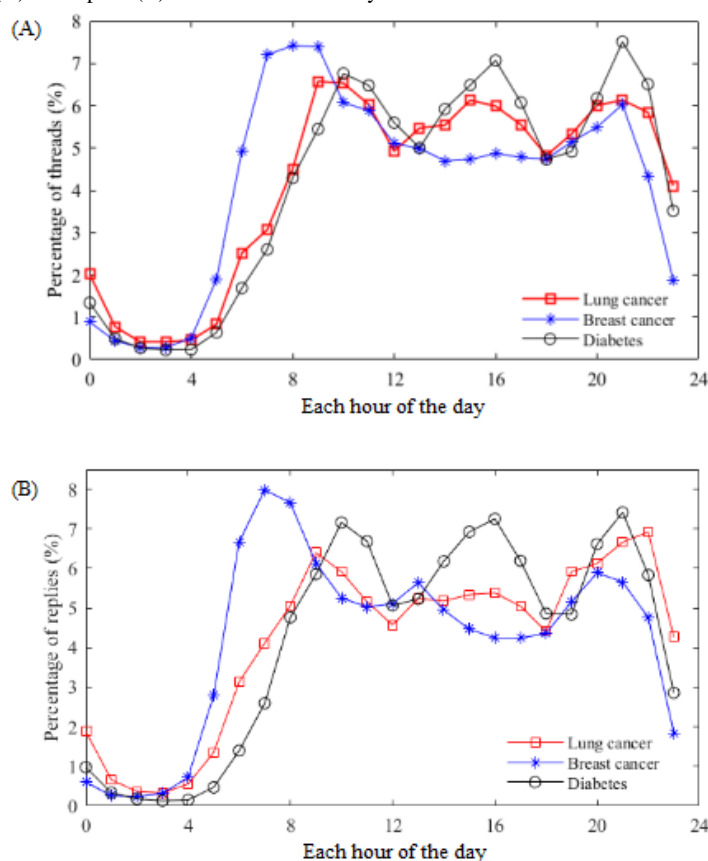 (A)
8
7
6
5
4
3
2
1
0
Percentage of threads (%)
Lung cancer
Breast cancer
Diabetes
0 4 8 12 16 20 24
Each hour of the day
(B)
8
7
6
5
4
3
2
1
0
Percentage of replies (%)
Lung cancer
Breast cancer
Diabetes
0 4 8 12 16 20 24
Each hour of the day